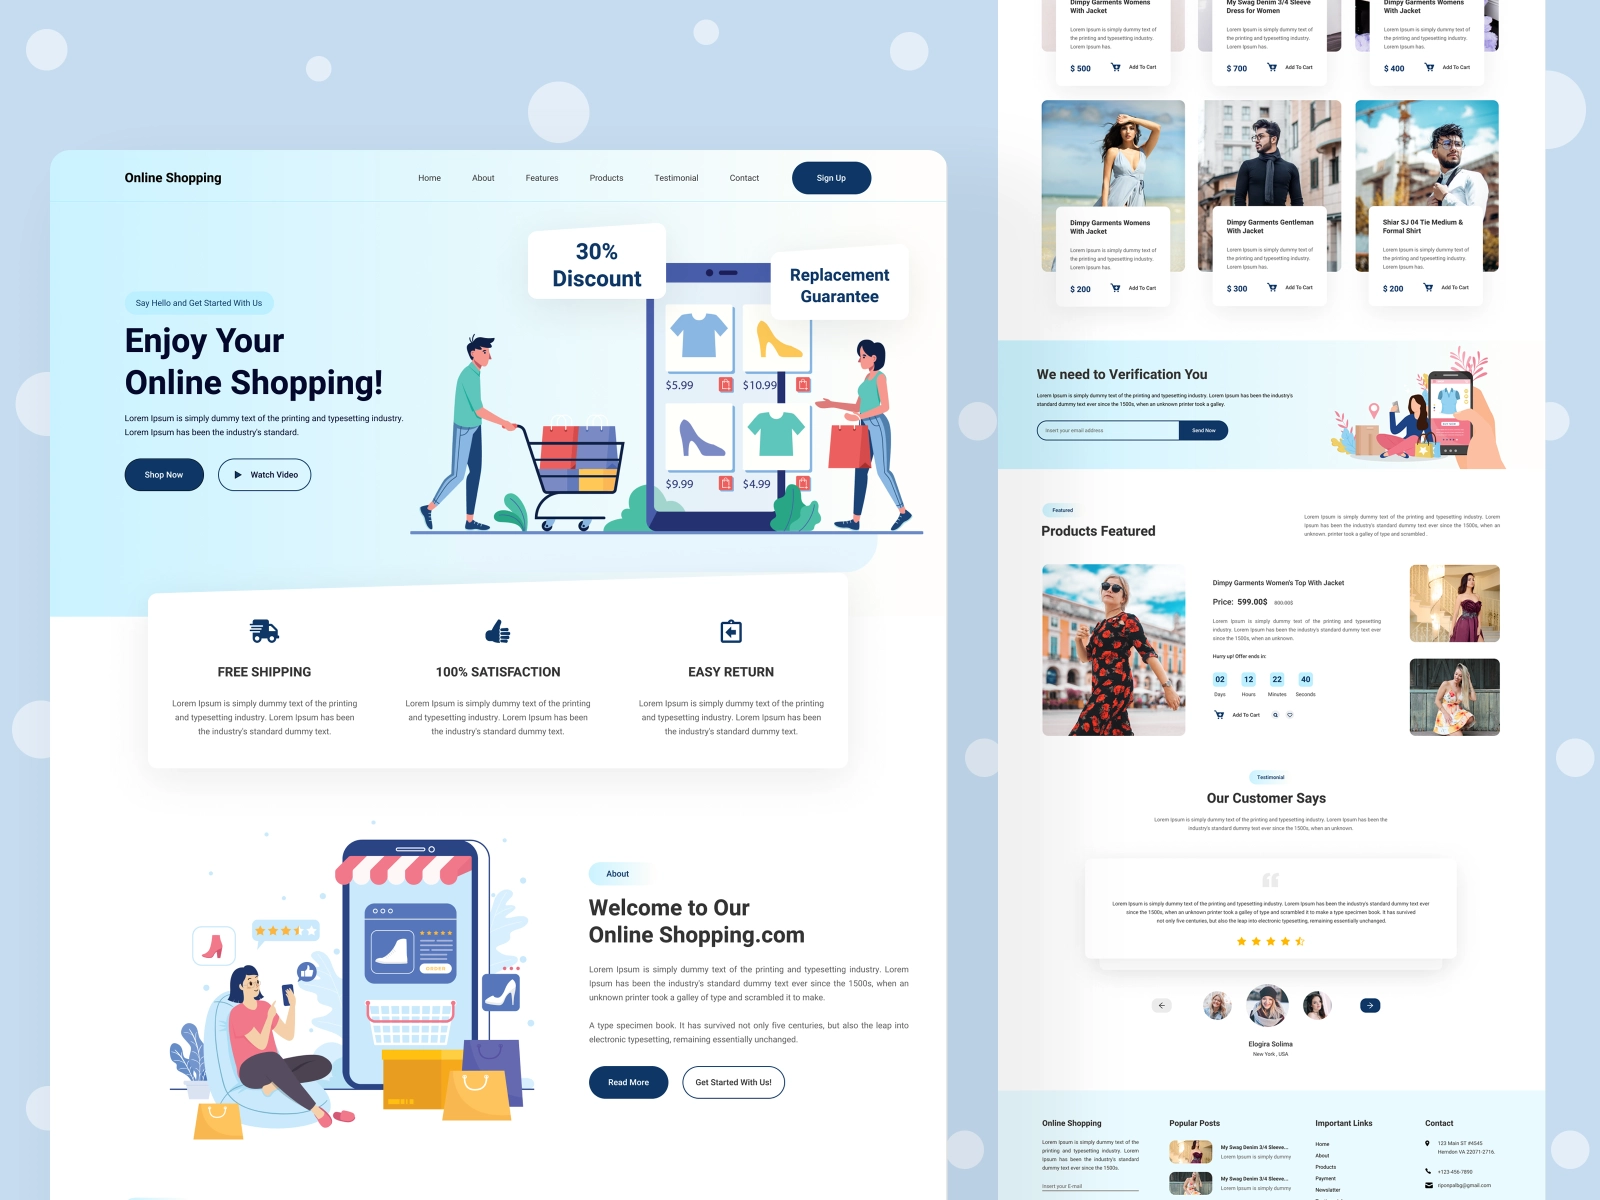 Online Shopping
Home
About
Features
Products
Testimonial
Contact
Sign Up
Say Hello and Get Started With Us
Enjoy Your
Online Shopping!
Lorem Ipsum is simply dummy text of the printing and typesetting industry.
Lorem Ipsum has been the industry's standard.
Shop Now
Watch Video
30%
Discount
Replacement
Guarantee
$5.99
$10.99
$9.99
$4.99
FREE SHIPPING
Lorem Ipsum is simply dummy text of the printing
and typesetting industry. Lorem Ipsum has been
the industry's standard dummy text.
100% SATISFACTION
Lorem Ipsum is simply dummy text of the printing
and typesetting industry. Lorem Ipsum has been
the industry's standard dummy text.
EASY RETURN
Lorem Ipsum is simply dummy text of the printing
and typesetting industry. Lorem Ipsum has been
the industry's standard dummy text.
About
Welcome to Our
Online Shopping.com
Lorem Ipsum is simply dummy text of the printing and typesetting industry. Lorem Ipsum has been the industry's standard dummy text ever since the 1500s, when an
unknown printer took a galley of type and scrambled it to make.
A type specimen book. It has survived not only five centuries, but also the leap into
electronic typesetting, remaining essentially unchanged.
Read More
Get Started With Us!
Dimpy Garments Womens
With Jacket
Lorem Ipsum is simply dummy text of
the printing and typesetting industry.
Lorem Ipsum has.
$ 500
Add To Cart
My Swag Denim 3/4 Sleeve
Dress for Women
Lorem Ipsum is simply dummy text of
the printing and typesetting industry.
Lorem Ipsum has.
$ 700
Add To Cart
Dimpy Garments Womens
With Jacket
Lorem Ipsum is simply dummy text of
the printing and typesetting industry.
Lorem Ipsum has.
$ 400
Add To Cart
Dimpy Garments Womens
With Jacket
Lorem Ipsum is simply dummy text of
the printing and typesetting industry.
Lorem Ipsum has.
$ 200
Add To Cart
Dimpy Garments Gentleman
With Jacket
Lorem Ipsum is simply dummy text of
the printing and typesetting industry.
Lorem Ipsum has.
$ 300
Add To Cart
Shiar SJ 04 Tie Medium &
Formal Shirt
Lorem Ipsum is simply dummy text of
the printing and typesetting industry.
Lorem Ipsum has.
$ 200
Add To Cart
We need to Verification You
Lorem Ipsum is simply dummy text of the printing and typesetting industry. Lorem Ipsum has been the industry's
standard dummy text ever since the 1500s, when an unknown printer took a galley.
Insert your email address
Send Now
Featured
Products Featured
Lorem Ipsum is simply dummy text of the printing and typesetting industry. Lorem
Ipsum has been the industry's standard dummy text ever since the 1500s, when an
unknown. printer took a galley of type and scrambled .
Dimpy Garments Women's Top With Jacket
Price: 599.00$ 800.00$
Lorem Ipsum is simply dummy text of the printing and typesetting
industry. Lorem Ipsum has been the industry's standard dummy text ever
since the 1500s, when an unknown.
Hurry up! Offer ends in:
02
12
22
40
Days
Hours
Minutes
Seconds
Add To Cart
Testimonial
Our Customer Says
Lorem Ipsum is simply dummy text of the printing and typesetting industry. Lorem Ipsum has been the
industry's standard dummy text ever since the 1500s, when an unknown.
Lorem Ipsum is simply dummy text of the printing and typesetting industry. Lorem Ipsum has been the industry's standard dummy text ever
since the 1500s, when an unknown printer took a galley of type and scrambled it to make a type specimen book. It has survived
not only five centuries, but also the leap into electronic typesetting, remaining essentially unchanged.
Elogira Solima
New York , USA
Online Shopping
Lorem Ipsum is simply dummy text of
the printing and typesetting industry.
Lorem Ipsum has been the industry's
standard dummy text ever since the
1500s.
Insert your E-mail
Popular Posts
My Swag Denim 3/4 Sleeve...
Lorem Ipsum is simply dummy
My Swag Denim 3/4 Sleeve...
Lorem Ipsum is simply dummy
Important Links
Home
About
Products
Payment
Newsletter
Contact
123 Main ST #4545
Herndon VA 22071-2716.
+123-456-7890
riponpalbg@gmail.com